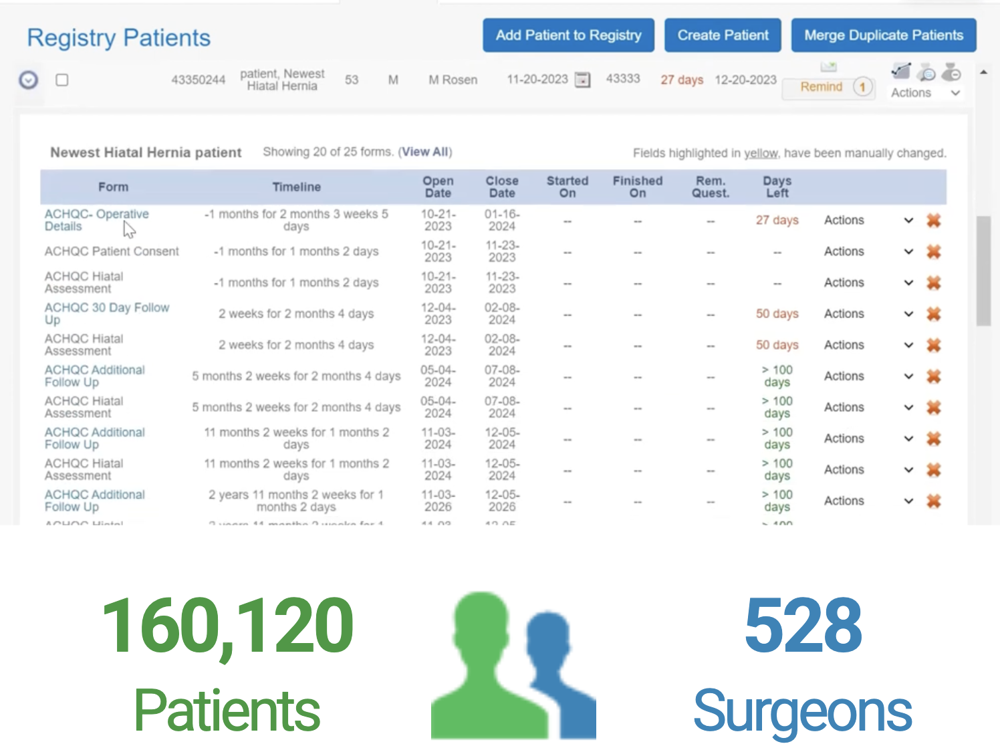 Registry Patients
Add Patient to Registry
Create Patient
Merge Duplicate Patients
43350244
patient, Newest
Hiatal Hernia
53
M
M Rosen
11-20-2023
43333
27 days
12-20-2023
Remind 1
Actions
Newest Hiatal Hernia patient
Showing 20 of 25 forms. (View All)
Fields highlighted in yellow, have been manually changed.
Form
Timeline
Open
Date
Close
Date
Started
On
Finished
On
Rem.
Quest.
Days
Left
ACHQC- Operative
Details
-1 months for 2 months 3 weeks 5
days
10-21-
2023
01-16-
2024
--
--
--
27 days
Actions
ACHQC Patient Consent
-1 months for 1 months 2 days
10-21-
2023
11-23-
2023
--
--
--
--
Actions
ACHQC Hiatal
Assessment
-1 months for 1 months 2 days
10-21-
2023
11-23-
2023
--
--
--
--
Actions
ACHQC 30 Day Follow
Up
2 weeks for 2 months 4 days
12-04-
2023
02-08-
2024
--
--
--
50 days
Actions
ACHQC Hiatal
Assessment
2 weeks for 2 months 4 days
12-04-
2023
02-08-
2024
--
--
--
50 days
Actions
ACHQC Additional
Follow Up
5 months 2 weeks for 2 months 4 days
05-04-
2024
07-08-
2024
--
--
--
> 100
days
Actions
ACHQC Hiatal
Assessment
5 months 2 weeks for 2 months 4 days
05-04-
2024
07-08-
2024
--
--
--
> 100
days
Actions
ACHQC Additional
Follow Up
11 months 2 weeks for 1 months 2
days
11-03-
2024
12-05-
2024
--
--
--
> 100
days
Actions
ACHQC Hiatal
Assessment
11 months 2 weeks for 1 months 2
days
11-03-
2024
12-05-
2024
--
--
--
> 100
days
Actions
ACHQC Additional
Follow Up
2 years 11 months 2 weeks for 1
months 2 days
11-03-
2026
12-05-
2026
--
--
--
> 100
days
Actions
160,120
Patients
528
Surgeons